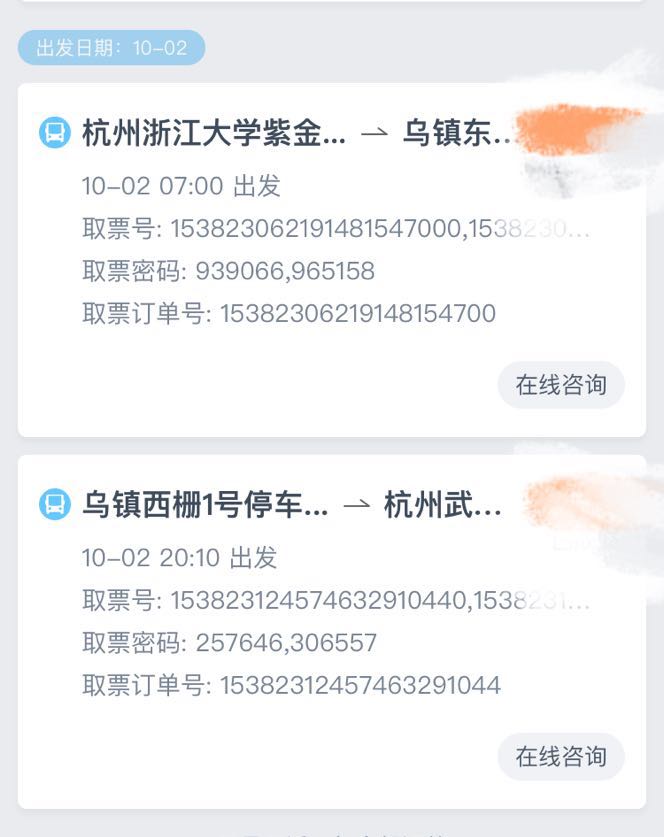 出发日期：10-02
杭州浙江大学紫金... → 乌镇东...
10-02 07:00 出发
取票号: 153823062191481547000,1538230...
取票密码: 939066,965158
取票订单号: 15382306219148154700
在线咨询
乌镇西栅1号停车... → 杭州武...
10-02 20:10 出发
取票号: 153823124574632910440,1538231...
取票密码: 257646,306557
取票订单号: 15382312457463291044
在线咨询